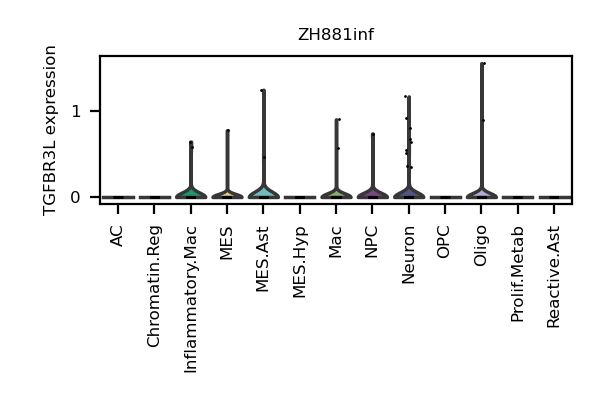 ZH881inf
TGFBR3L expression
1
0
AC
Chromatin.Reg
Inflammatory.Mac
MES
MES.Ast
MES.Hyp
Mac
NPC
Neuron
OPC
Oligo
Prolif.Metab
Reactive.Ast